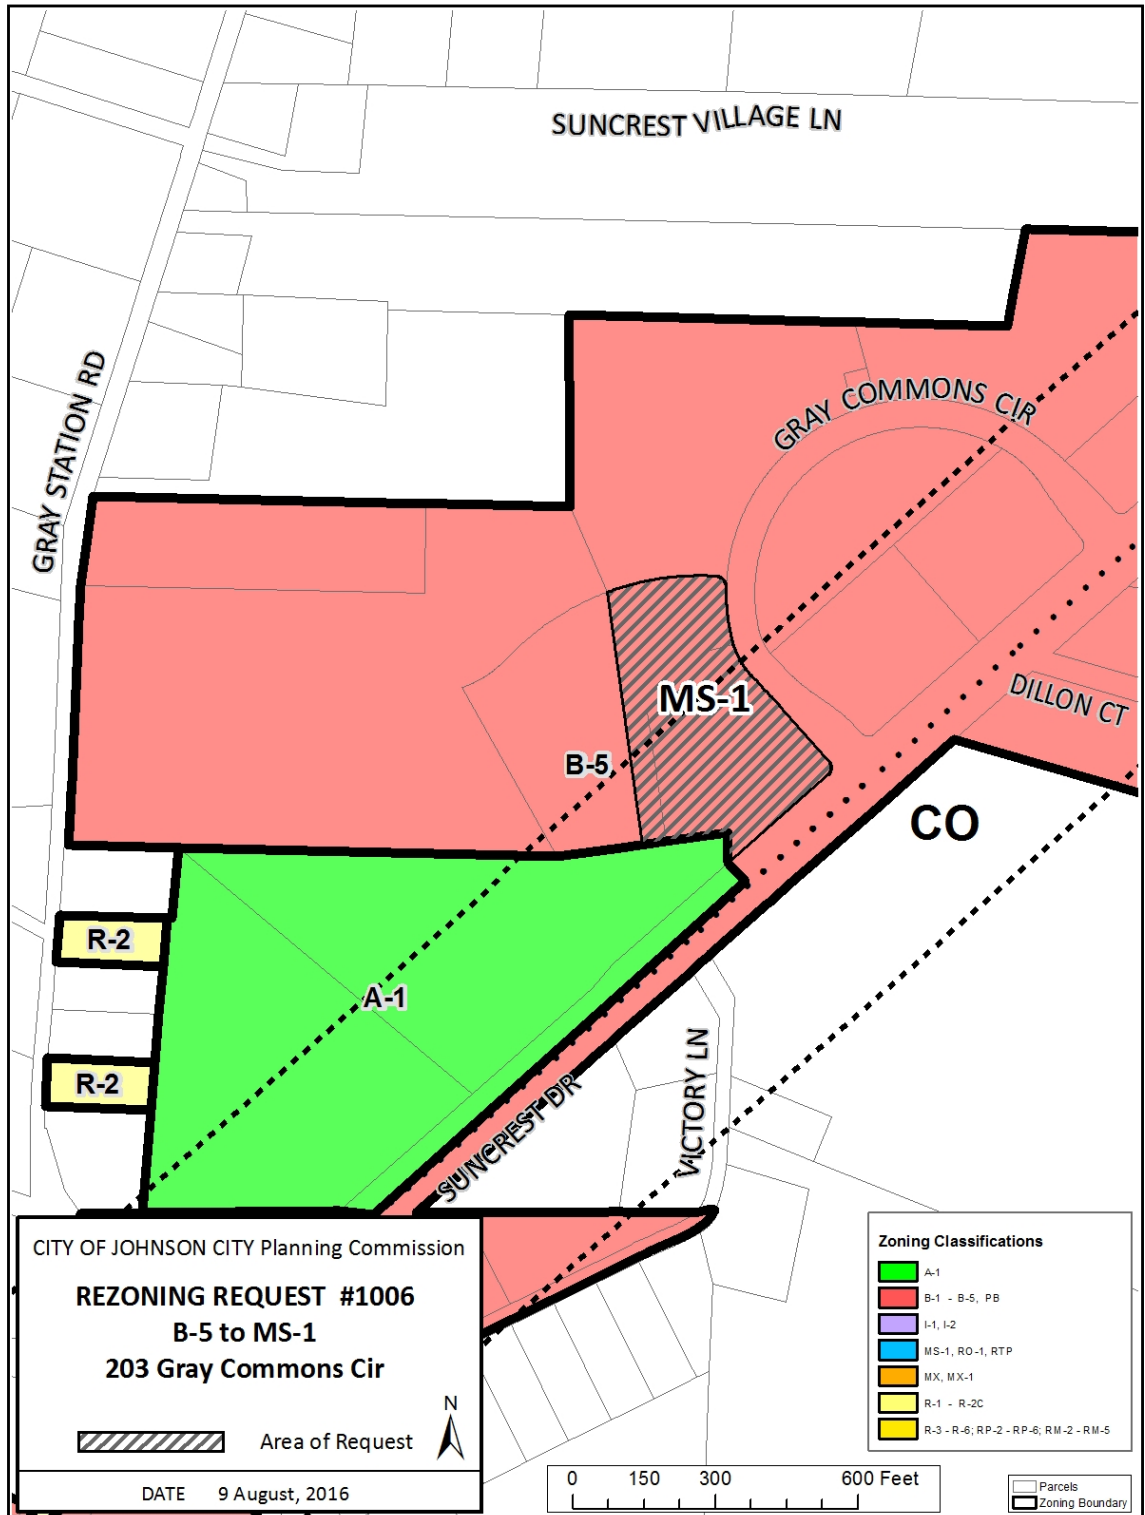 SUNCREST VILLAGE LN
GRAY STATION RD
GRAY COMMONS CIR
MS-1
DILLON CT
B-5
CO
R-2
A-1
R-2
VICTORY LN
SUNCREST DR
CITY OF JOHNSON CITY Planning Commission
REZONING REQUEST #1006
B-5 to MS-1
203 Gray Commons Cir
N
Area of Request
DATE 9 August, 2016
Zoning Classifications
A-1
B-1 - B-5, PB
I-1, I-2
MS-1, RO-1, RTP
MX, MX-1
R-1 - R-2C
R-3 - R-6; RP-2 - RP-6; RM-2 - RM-5
0 150 300 600 Feet
Parcels
Zoning Boundary